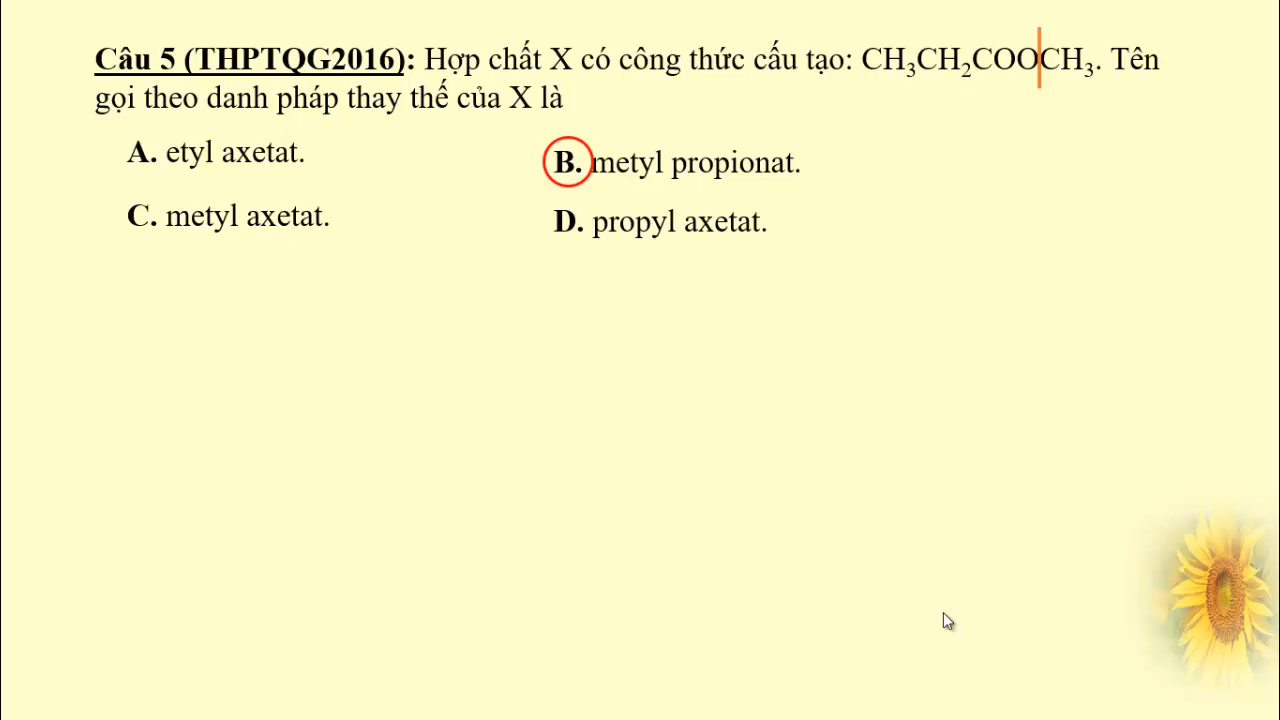 Câu 5 (THPTQG2016): Hợp chất X có công thức cấu tạo: CH₃CH₂COOCH₃. Tên
gọi theo danh pháp thay thế của X là
A. etyl axetat.
B. metyl propionat.
C. metyl axetat.
D. propyl axetat.